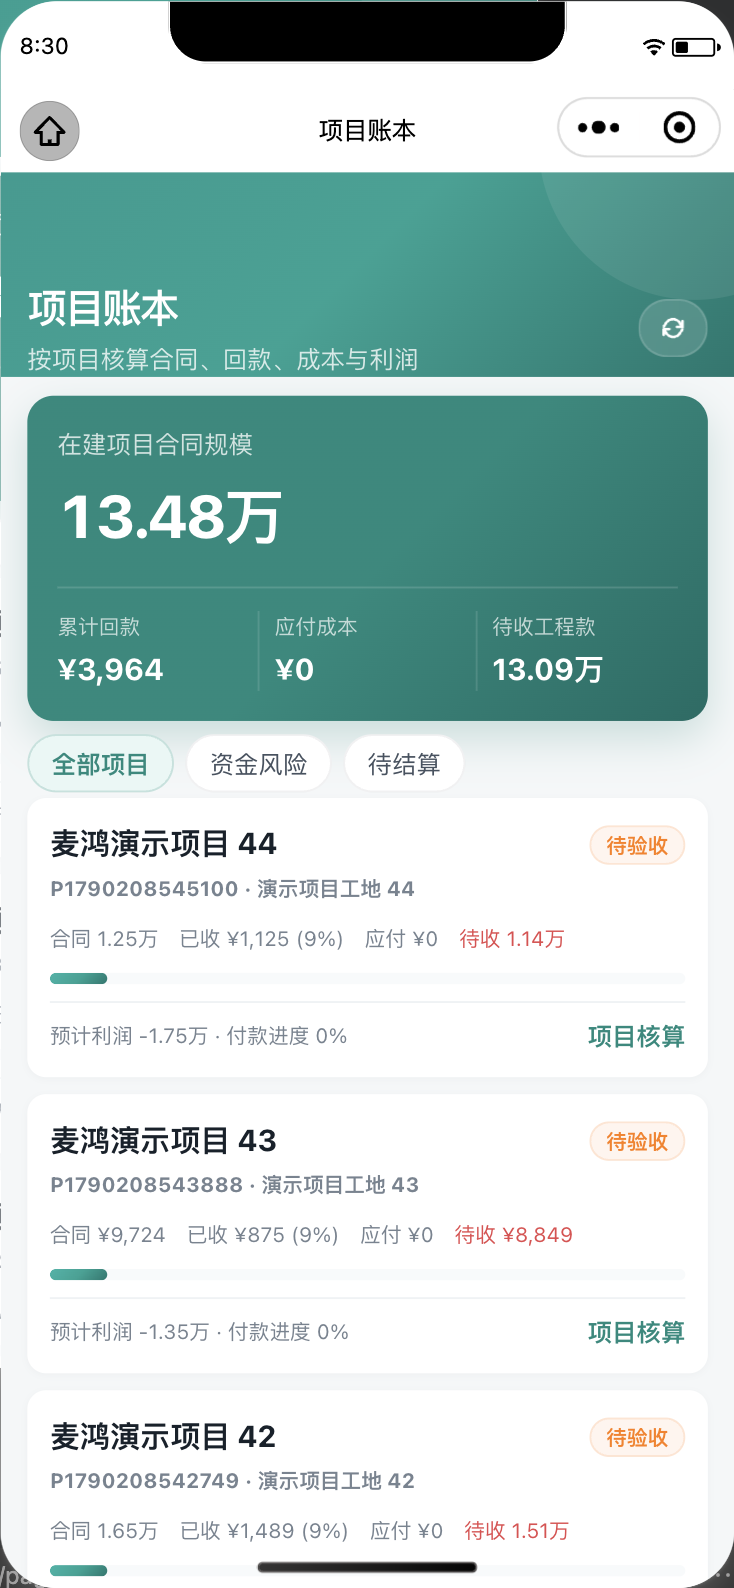 8:30
项目账本
项目账本
按项目核算合同、回款、成本与利润
在建项目合同规模
13.48万
累计回款 应付成本 待收工程款
¥3,964 ¥0 13.09万
全部项目 资金风险 待结算
麦鸿演示项目 44 待验收
P1790208545100 · 演示项目工地 44
合同 1.25万 已收 ¥1,125 (9%) 应付 ¥0 待收 1.14万
预计利润 -1.75万 · 付款进度 0% 项目核算
麦鸿演示项目 43 待验收
P1790208543888 · 演示项目工地 43
合同 ¥9,724 已收 ¥875 (9%) 应付 ¥0 待收 ¥8,849
预计利润 -1.35万 · 付款进度 0% 项目核算
麦鸿演示项目 42 待验收
P1790208542749 · 演示项目工地 42
合同 1.65万 已收 ¥1,489 (9%) 应付 ¥0 待收 1.51万